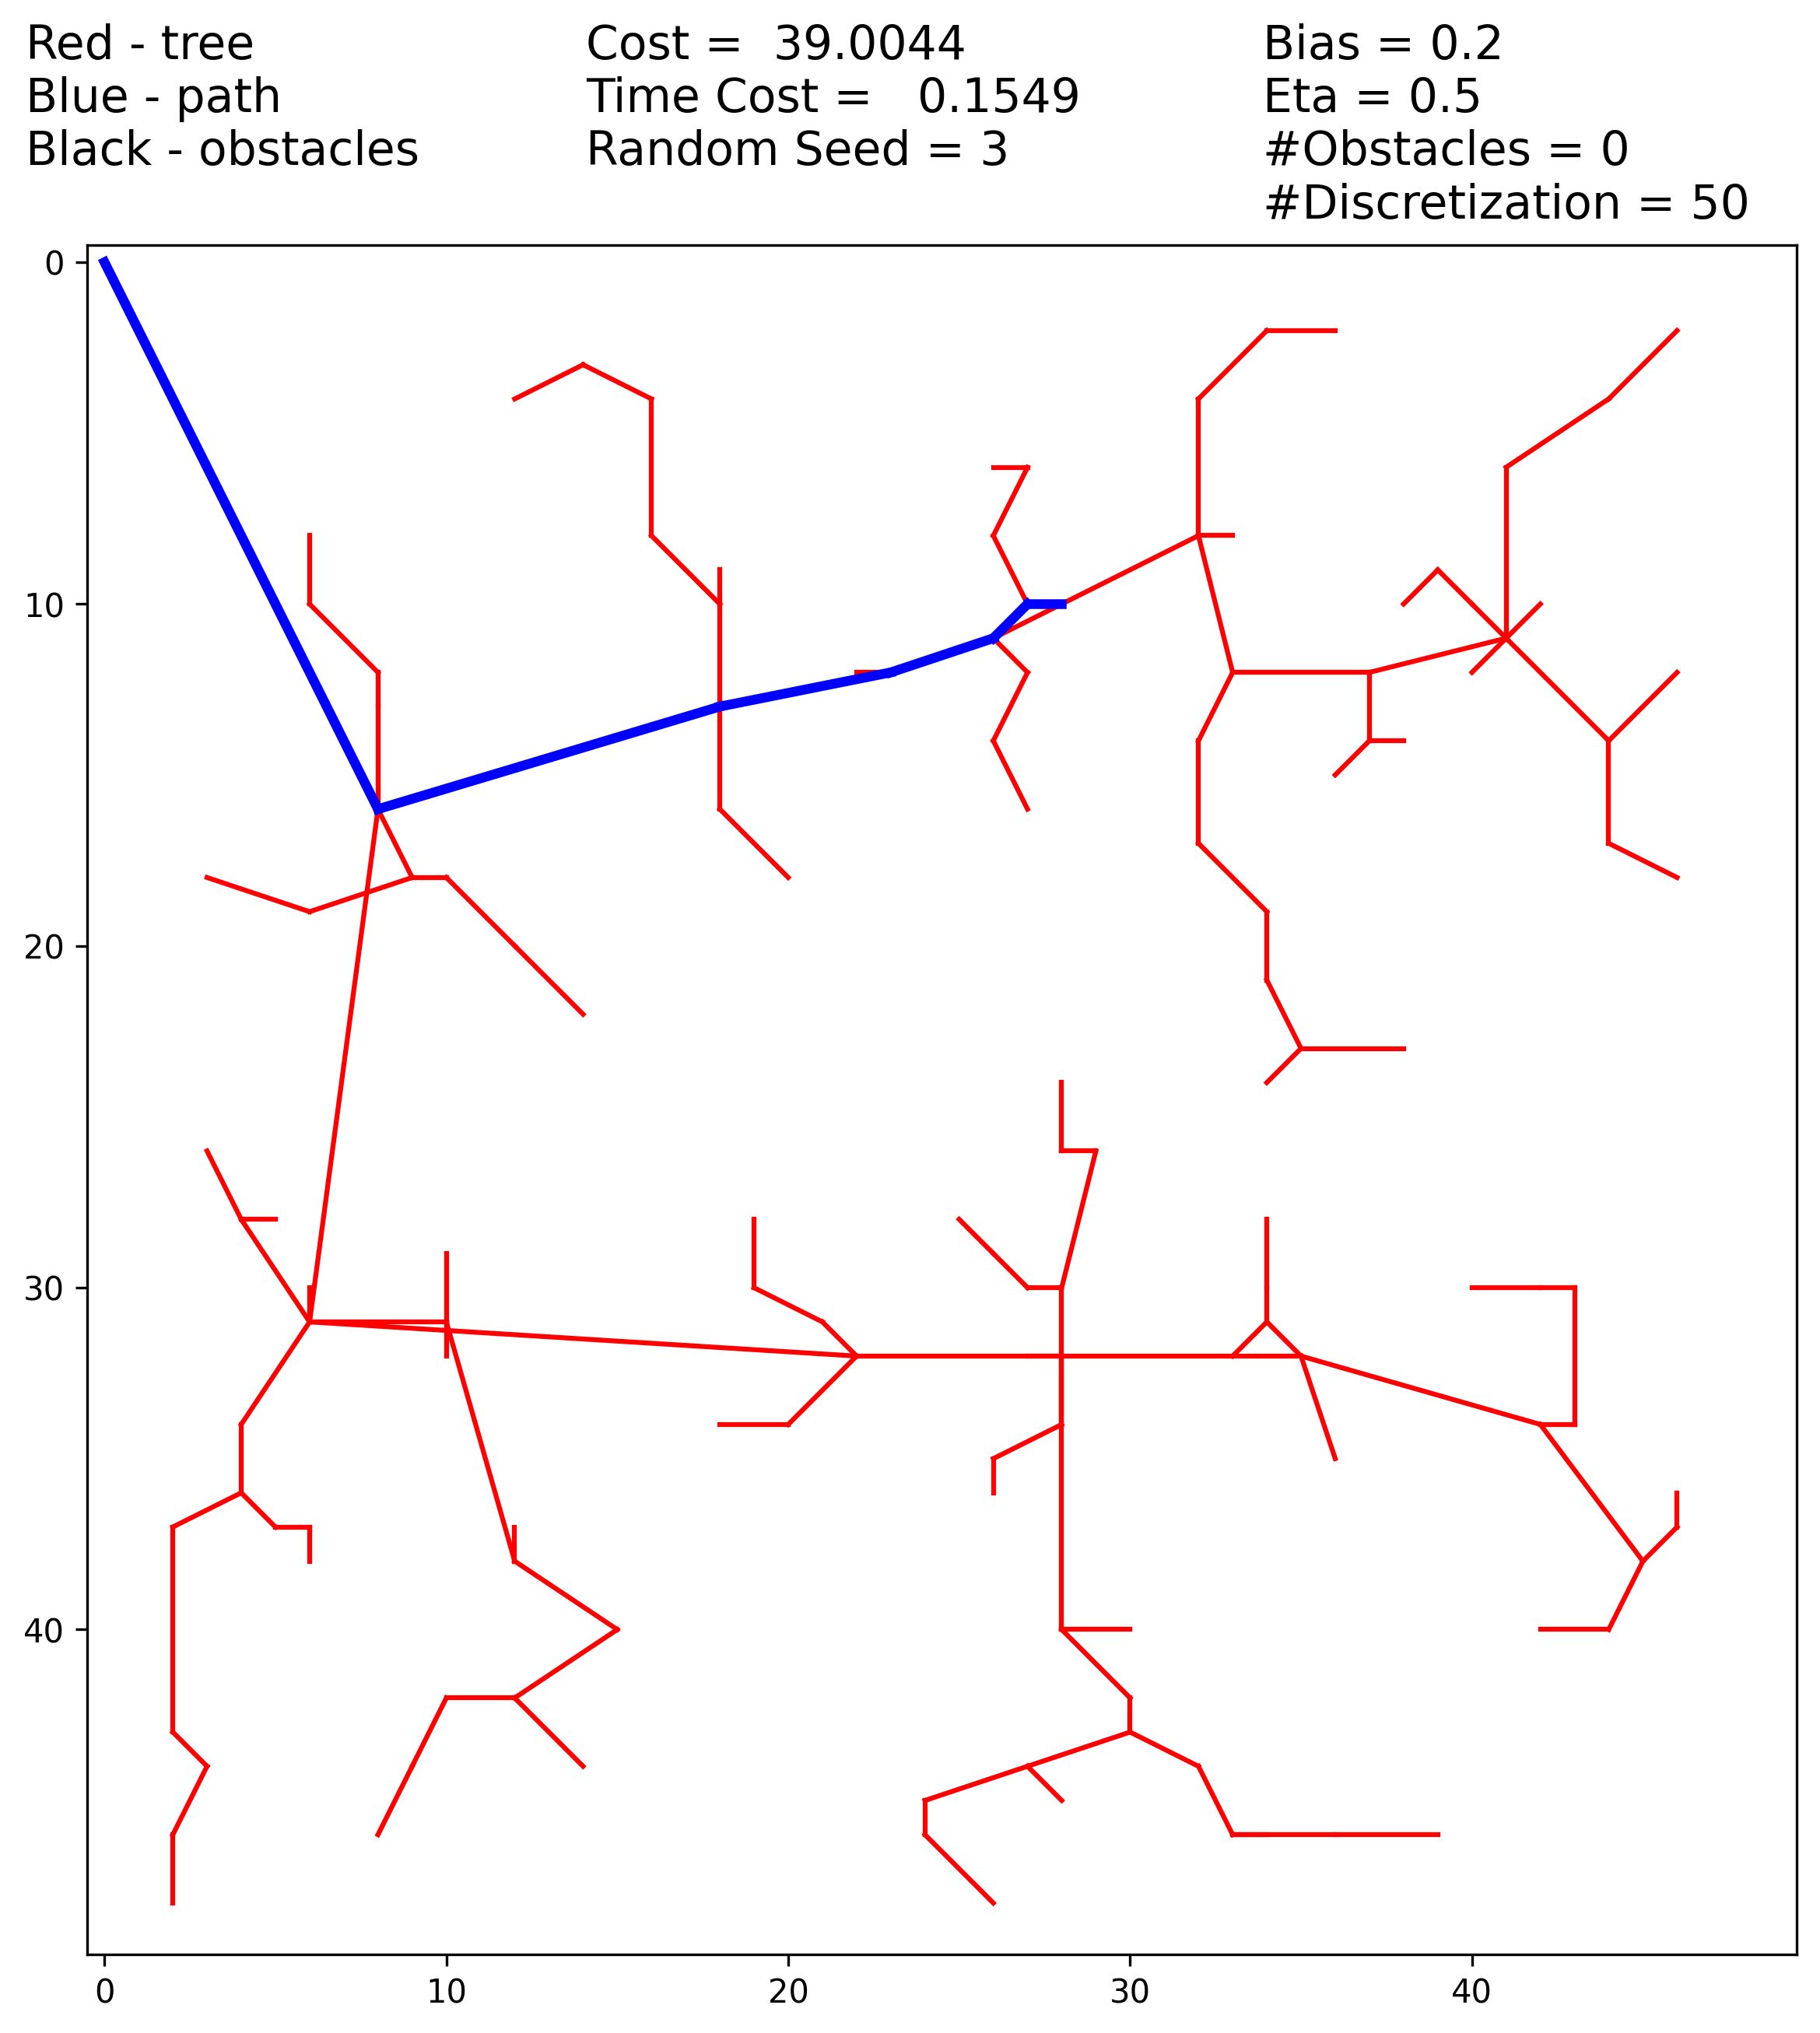 Red - tree
Blue - path
Black - obstacles
Cost =  39.0044
Time Cost =   0.1549
Random Seed = 3
Bias = 0.2
Eta = 0.5
#Obstacles = 0
#Discretization = 50
0
10
20
30
40
0 10 20 30 40